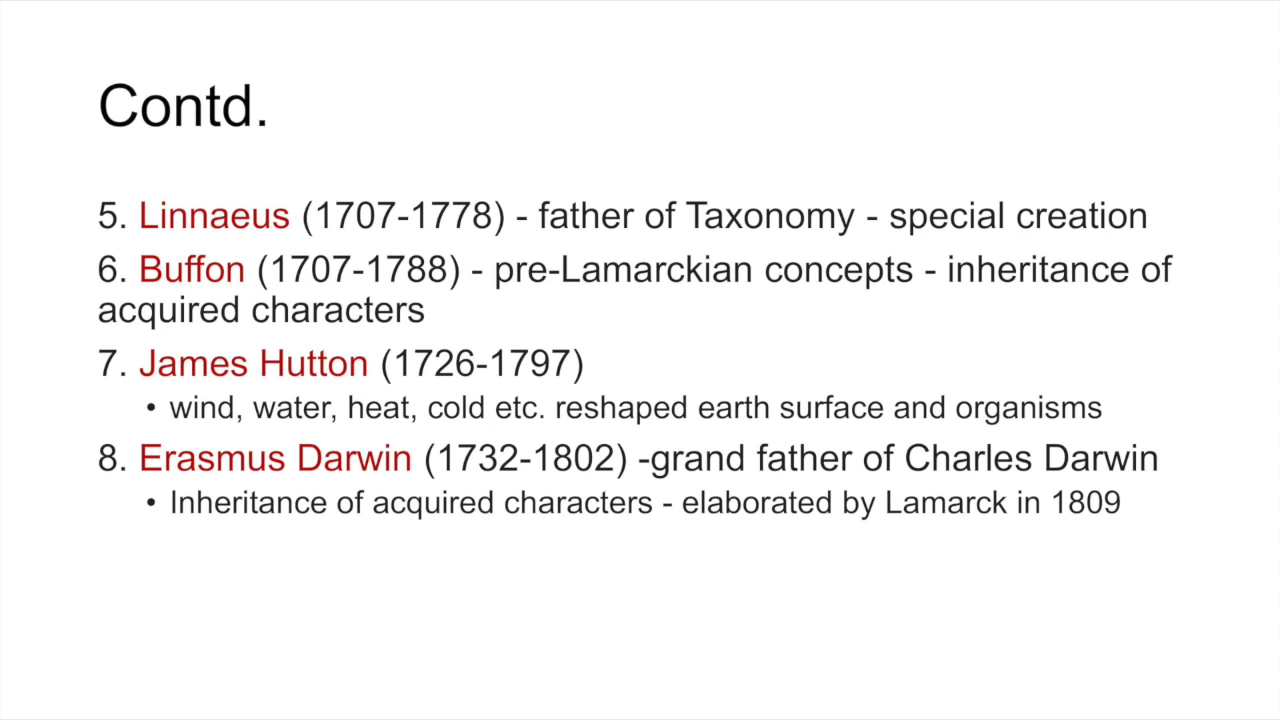 Contd.
5. Linnaeus (1707-1778) - father of Taxonomy - special creation
6. Buffon (1707-1788) - pre-Lamarckian concepts - inheritance of
acquired characters
7. James Hutton (1726-1797)
• wind, water, heat, cold etc. reshaped earth surface and organisms
8. Erasmus Darwin (1732-1802) -grand father of Charles Darwin
• Inheritance of acquired characters - elaborated by Lamarck in 1809